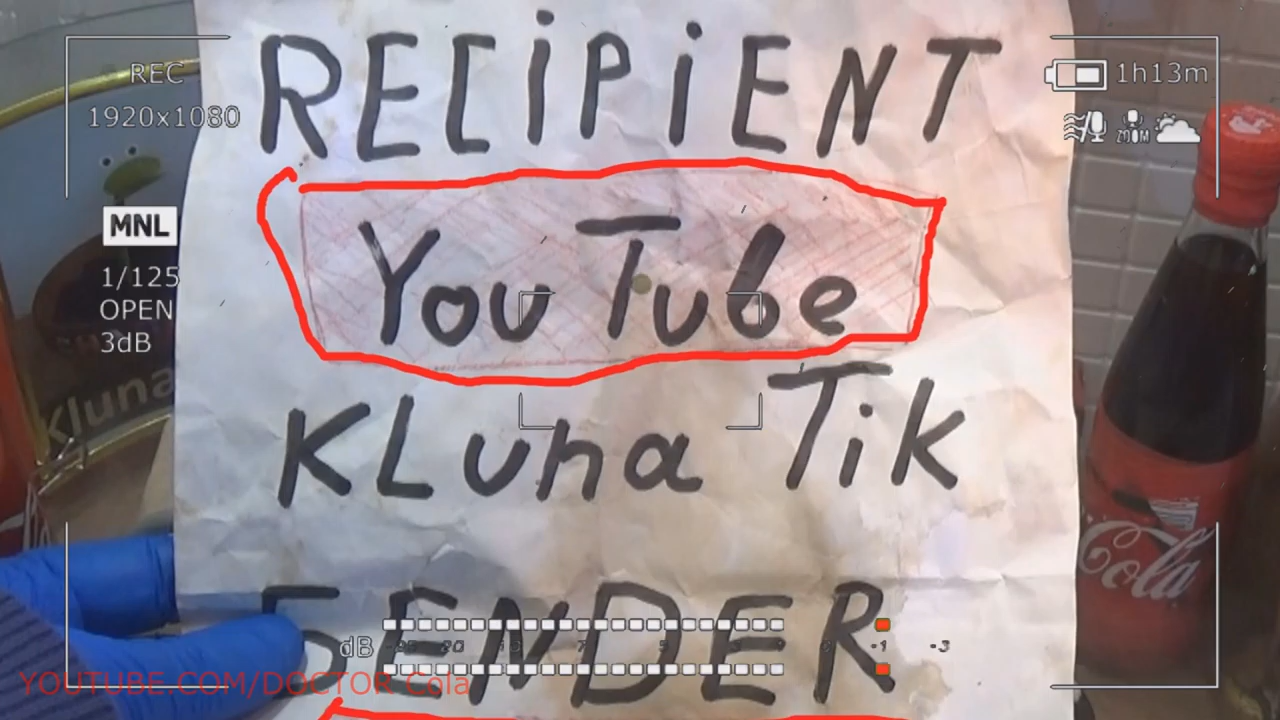 RECIPIENT
YouTube
KLuna Tik
SENDER
REC
1920x1080
MNL
1/125
OPEN
3dB
1h13m
ZOOM
Kluna
Cola
dB
-1
-3
YOUTUBE.COM/DOCTOR Cola